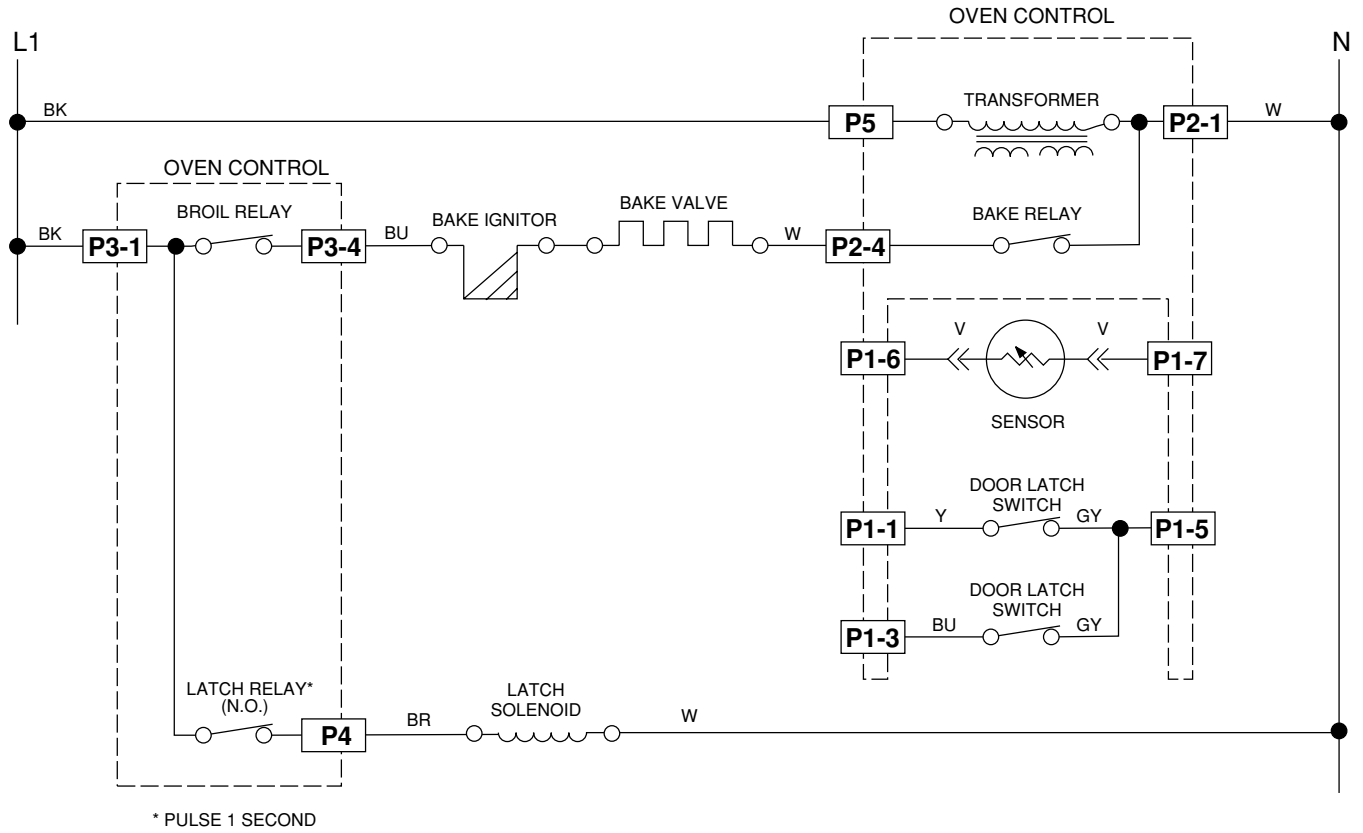 OVEN CONTROL
L1
N
BK
P5
TRANSFORMER
P2-1
W
OVEN CONTROL
BROIL RELAY
BAKE IGNITOR
BAKE VALVE
BAKE RELAY
BK
P3-1
P3-4
BU
W
P2-4
V
V
P1-6
P1-7
SENSOR
DOOR LATCH
SWITCH
P1-1
Y
GY
P1-5
DOOR LATCH
SWITCH
P1-3
BU
GY
LATCH RELAY*
(N.O.)
LATCH
SOLENOID
P4
BR
W
* PULSE 1 SECOND